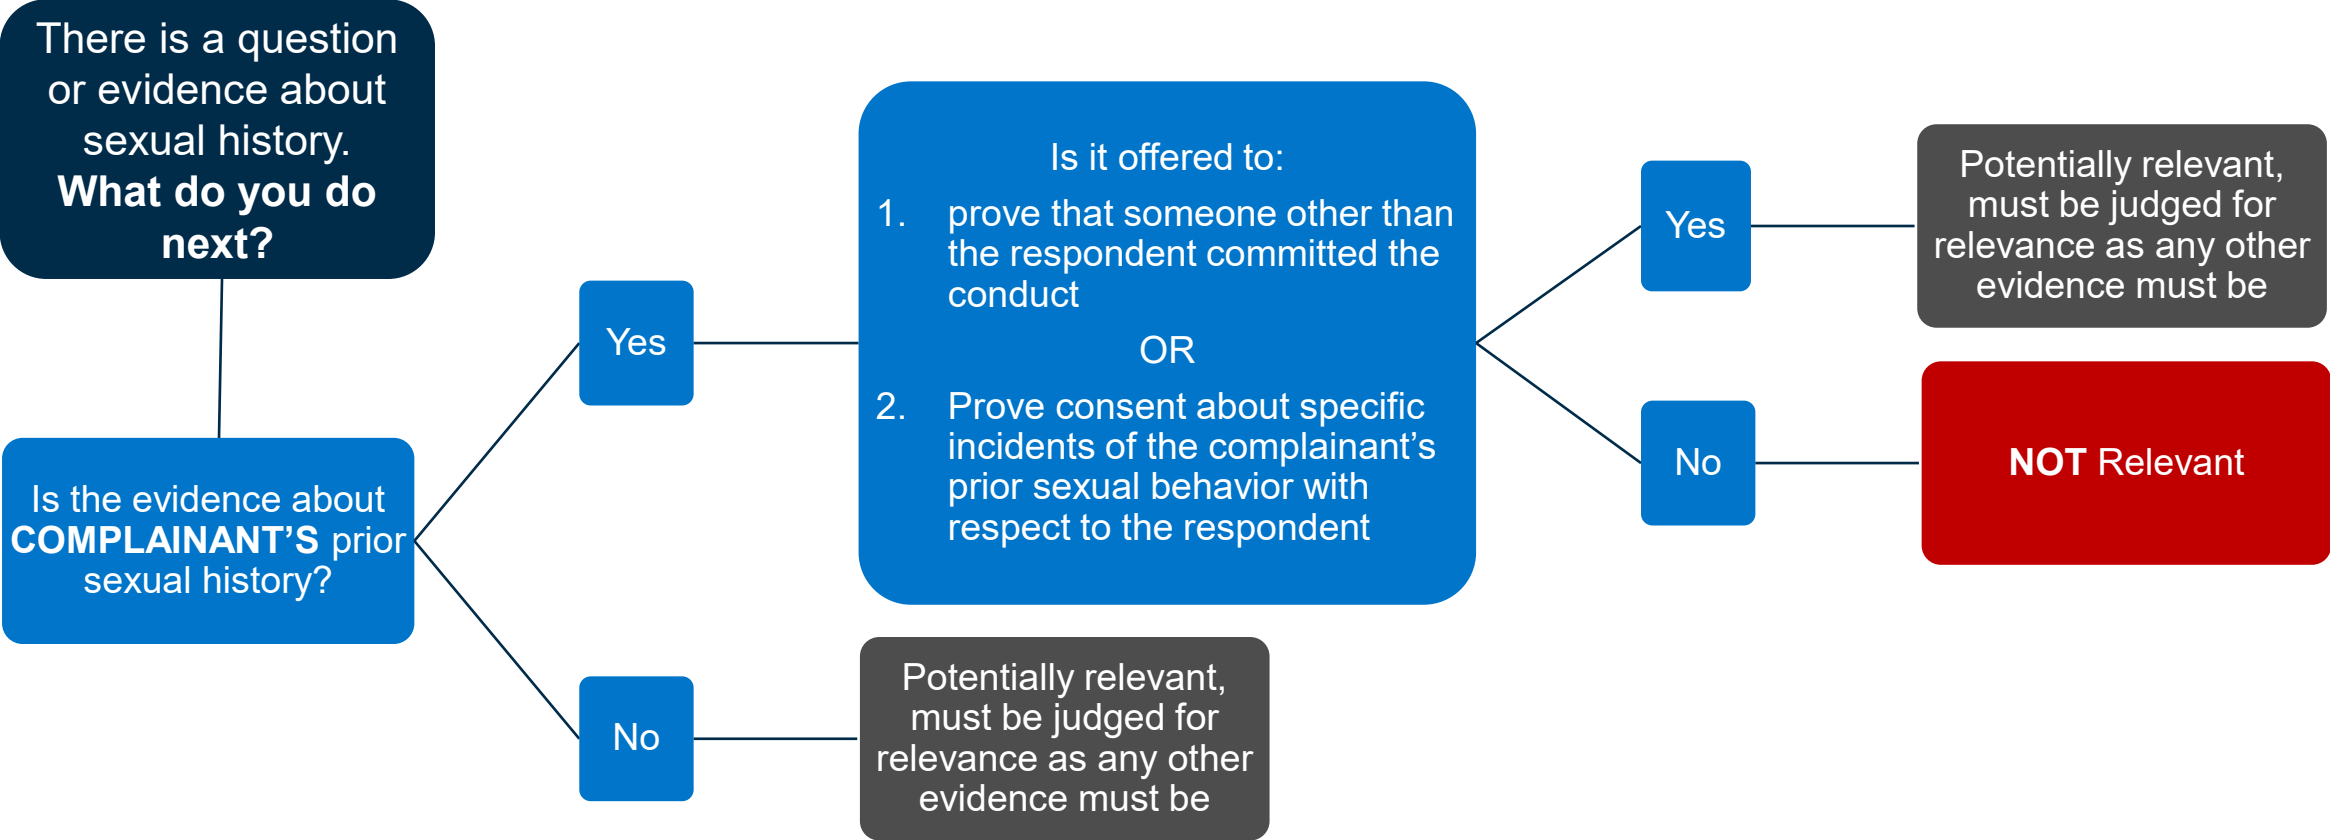 There is a question
or evidence about
sexual history.
What do you do
next?
Is the evidence about
COMPLAINANT’S prior
sexual history?
Yes
No
Is it offered to:
1. prove that someone other than
the respondent committed the
conduct
OR
2. Prove consent about specific
incidents of the complainant’s
prior sexual behavior with
respect to the respondent
Potentially relevant,
must be judged for
relevance as any other
evidence must be
Yes
No
Potentially relevant,
must be judged for
relevance as any other
evidence must be
NOT Relevant